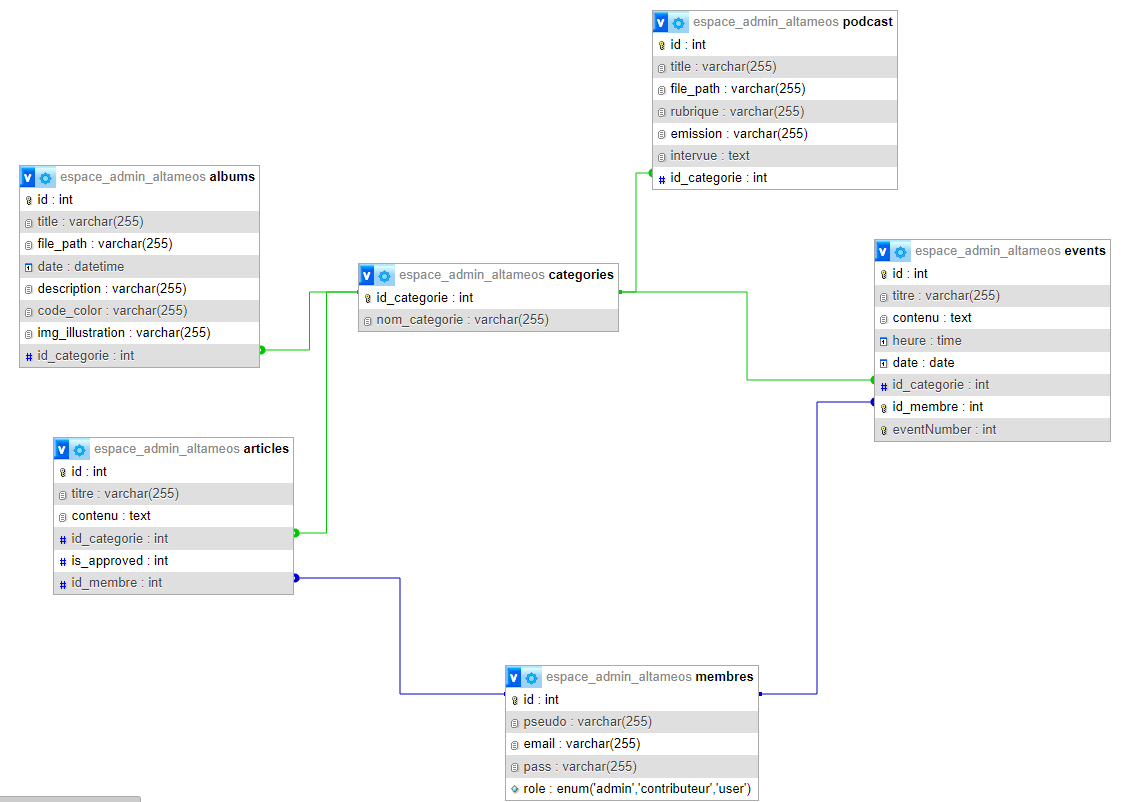 v espace_admin_altameos podcast
id : int
title : varchar(255)
file_path : varchar(255)
rubrique : varchar(255)
emission : varchar(255)
intervue : text
# id_categorie : int
v espace_admin_altameos albums
id : int
title : varchar(255)
file_path : varchar(255)
date : datetime
description : varchar(255)
code_color : varchar(255)
img_illustration : varchar(255)
# id_categorie : int
v espace_admin_altameos categories
id_categorie : int
nom_categorie : varchar(255)
v espace_admin_altameos events
id : int
titre : varchar(255)
contenu : text
heure : time
date : date
# id_categorie : int
id_membre : int
eventNumber : int
v espace_admin_altameos articles
id : int
titre : varchar(255)
contenu : text
# id_categorie : int
# is_approved : int
# id_membre : int
v espace_admin_altameos membres
id : int
pseudo : varchar(255)
email : varchar(255)
pass : varchar(255)
role : enum('admin','contributeur','user')